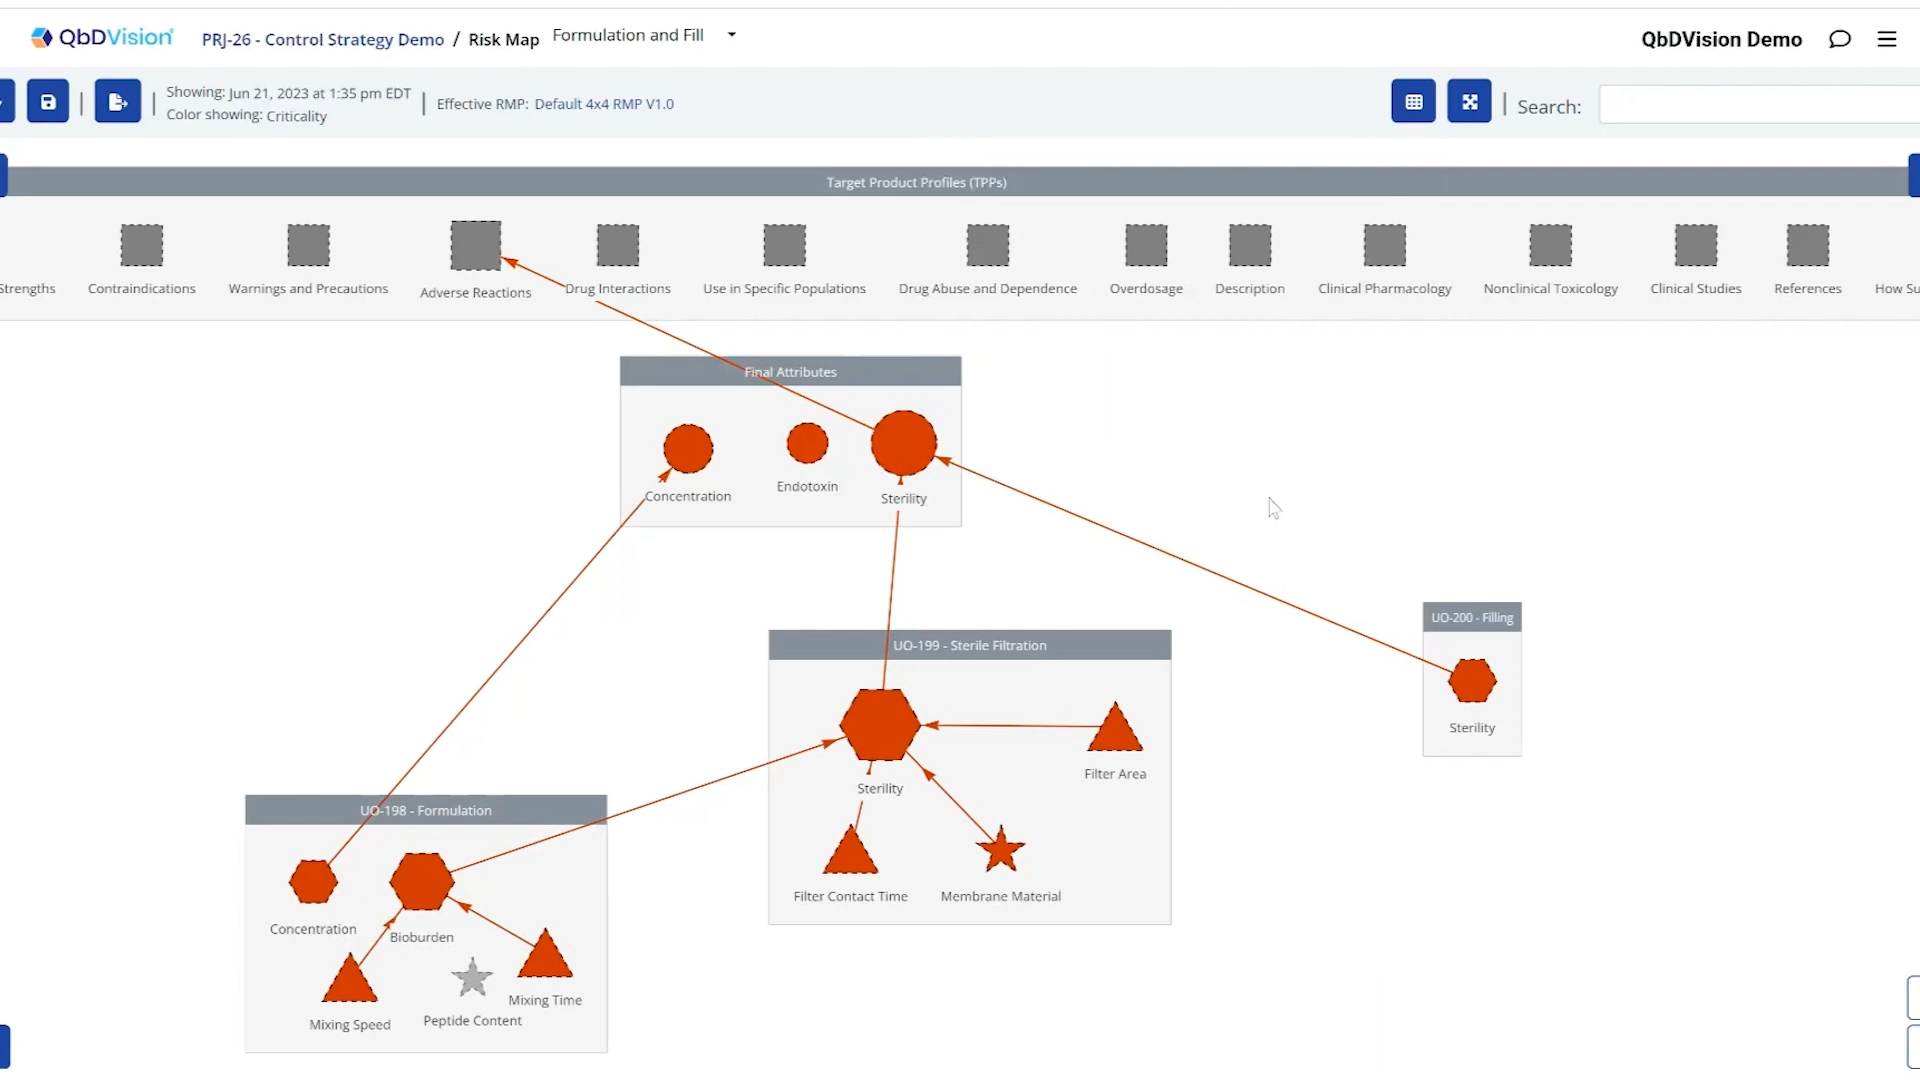 QbDVision
PRJ-26 - Control Strategy Demo / Risk Map
Formulation and Fill
QbDVision Demo
Showing: Jun 21, 2023 at 1:35 pm EDT
Color showing: Criticality
Effective RMP: Default 4x4 RMP V1.0
Search:
Target Product Profiles (TPPs)
Strengths
Contraindications
Warnings and Precautions
Adverse Reactions
Drug Interactions
Use in Specific Populations
Drug Abuse and Dependence
Overdosage
Description
Clinical Pharmacology
Nonclinical Toxicology
Clinical Studies
References
How Su
Final Attributes
Concentration
Endotoxin
Sterility
UO-200 - Filling
Sterility
UO-199 - Sterile Filtration
Sterility
Filter Area
Filter Contact Time
Membrane Material
UO-198 - Formulation
Concentration
Bioburden
Mixing Speed
Peptide Content
Mixing Time